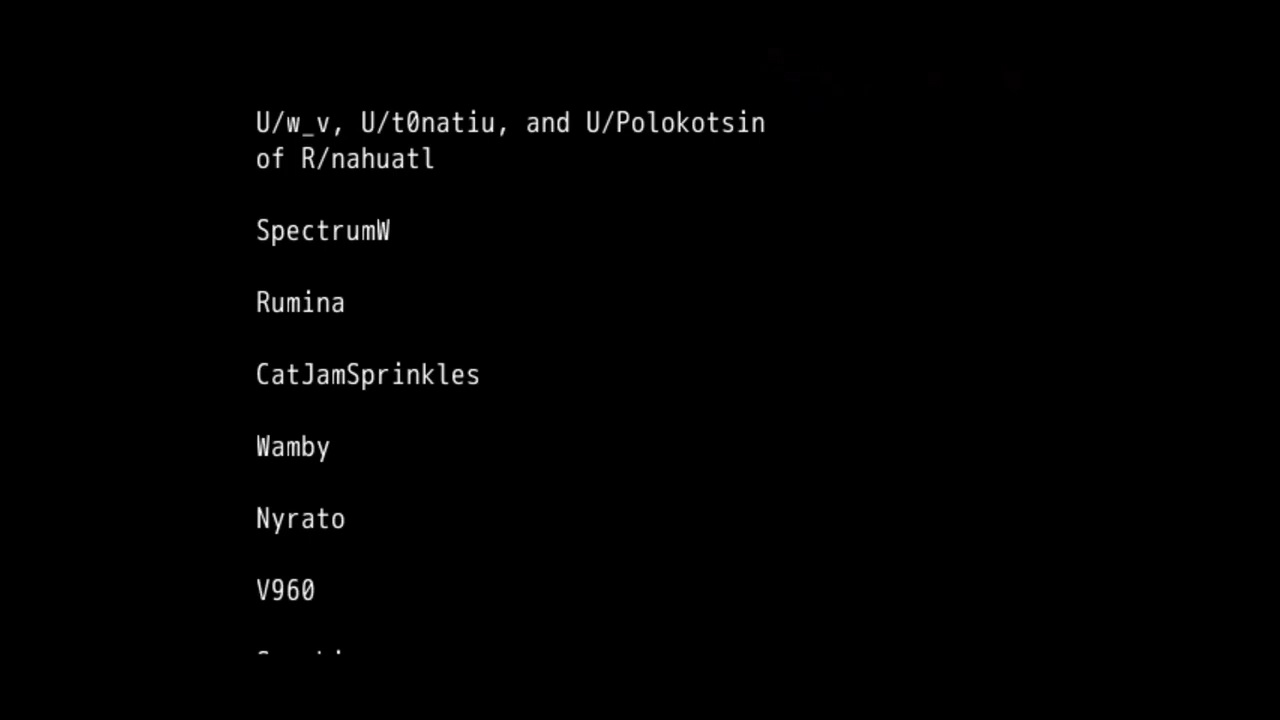 U/w_v, U/t0natiu, and U/Polokotsin
of R/nahuatl
SpectrumW
Rumina
CatJamSprinkles
Wamby
Nyrato
V960